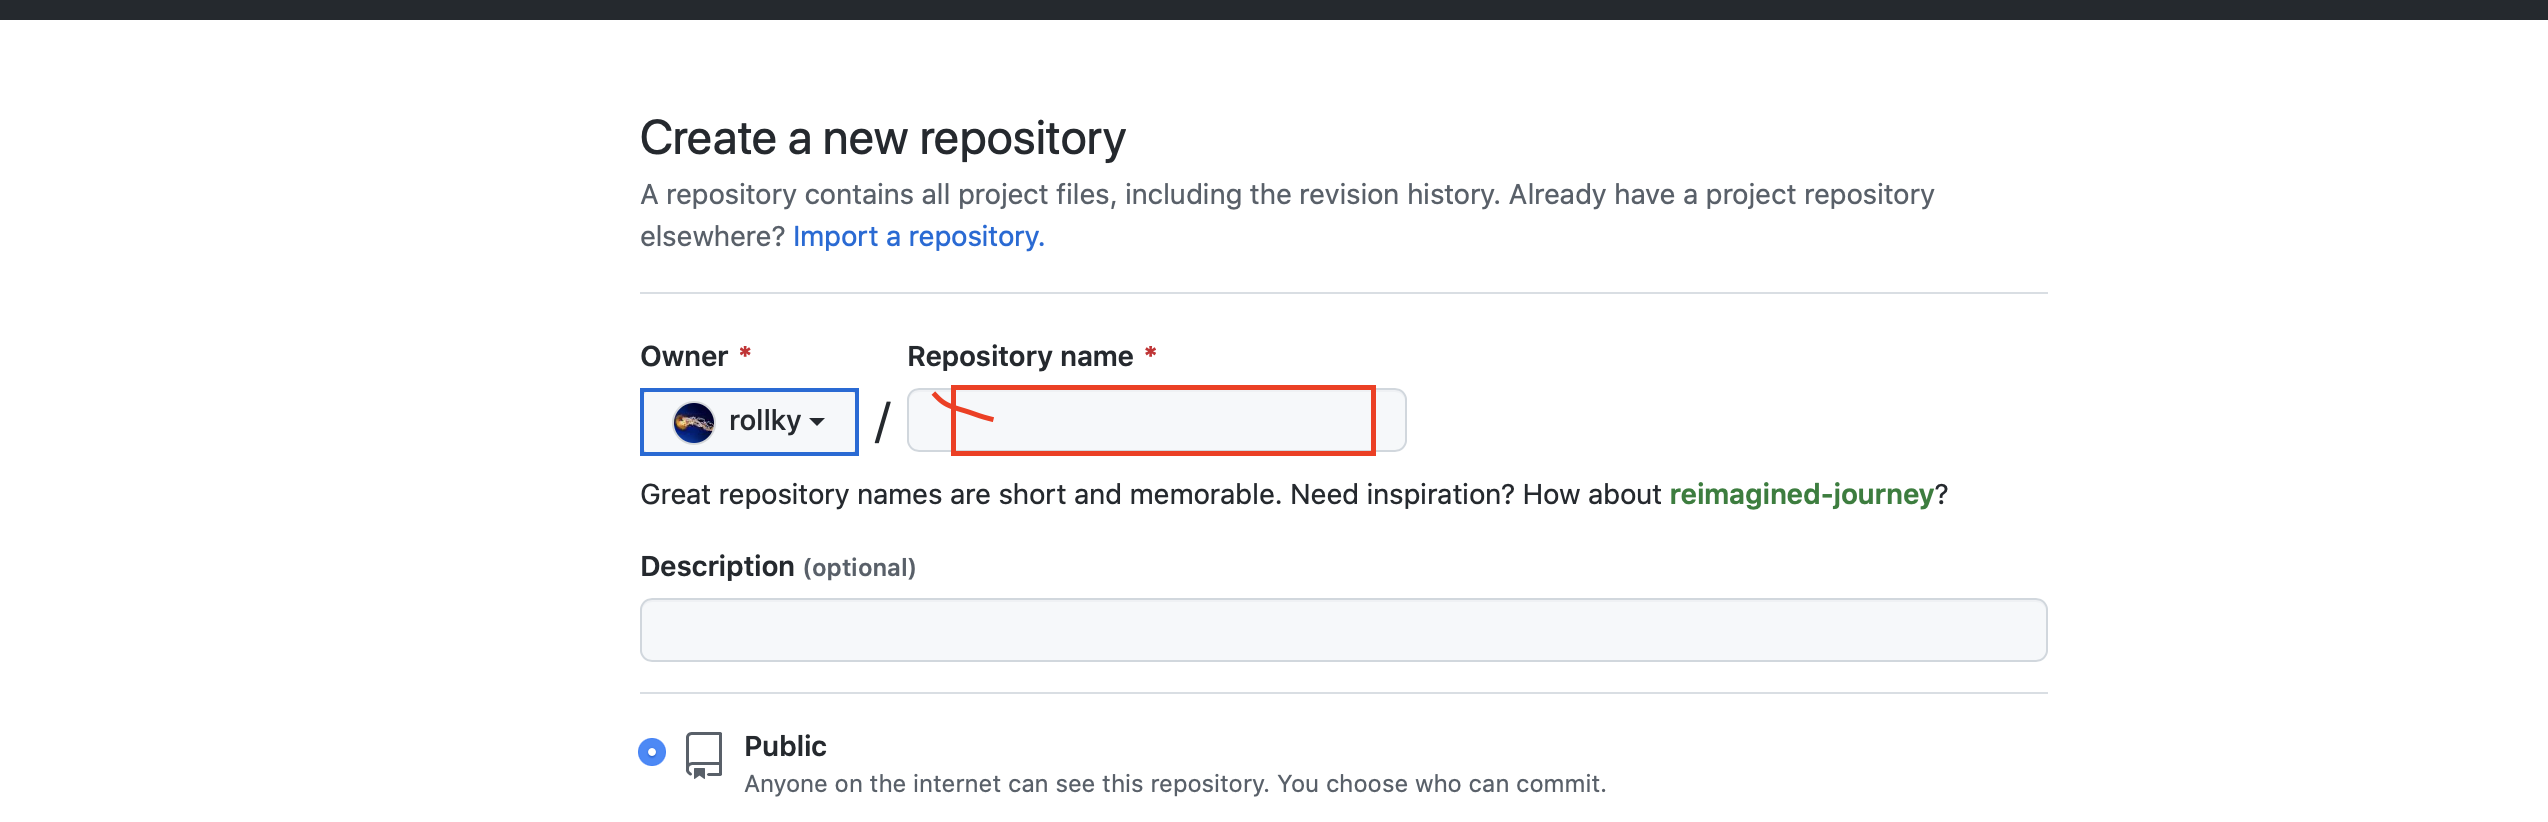 Create a new repository
A repository contains all project files, including the revision history. Already have a project repository
elsewhere? Import a repository.
Owner * Repository name *
rollky /
Great repository names are short and memorable. Need inspiration? How about reimagined-journey?
Description (optional)
Public
Anyone on the internet can see this repository. You choose who can commit.